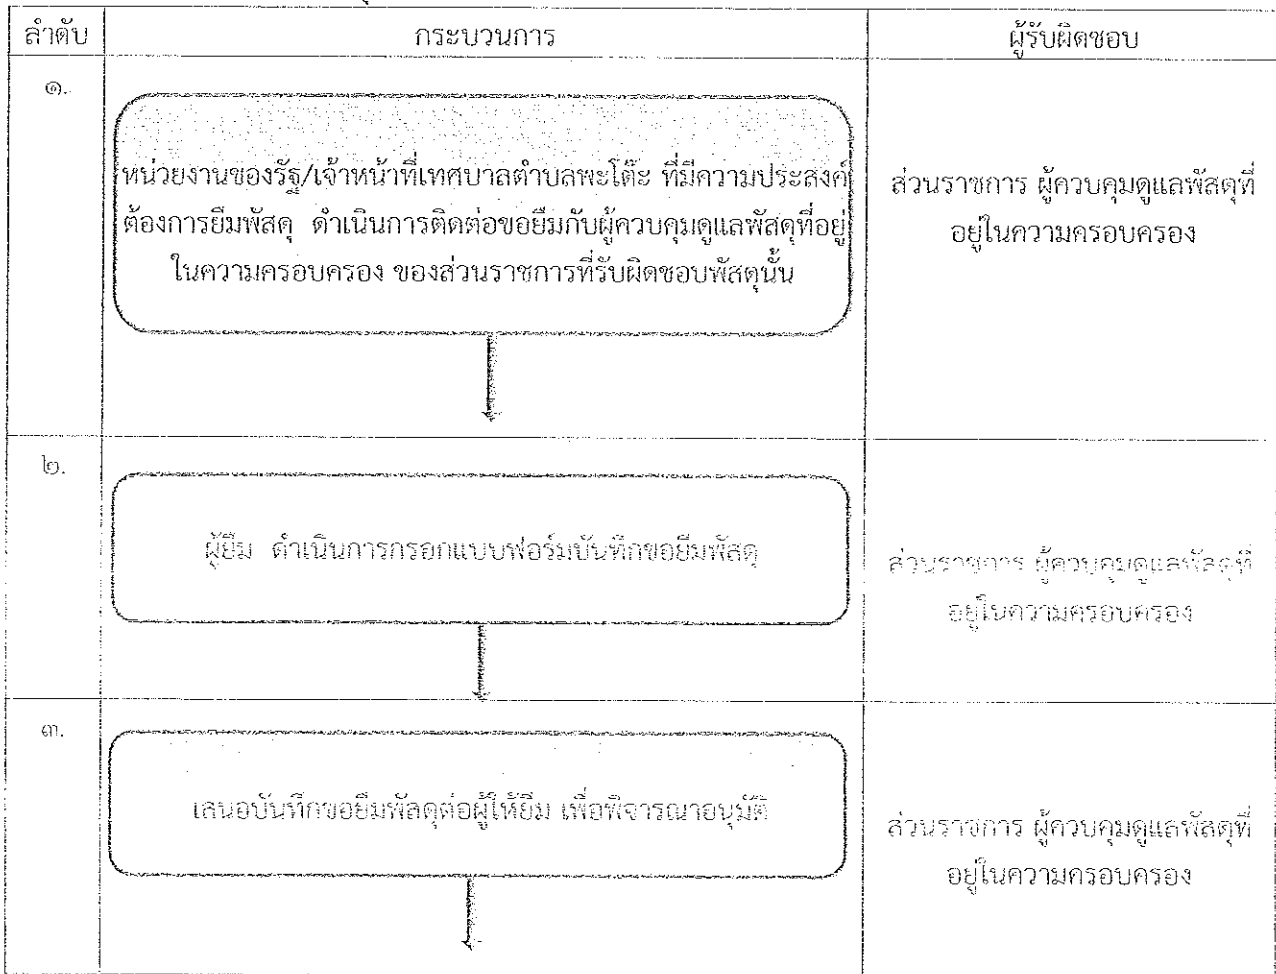 ลำดับ กระบวนการ ผู้รับผิดชอบ
๑.
หน่วยงานของรัฐ/เจ้าหน้าที่เทศบาลตำบลพะโต๊ะ ที่มีความประสงค์
ต้องการยืมพัสดุ ดำเนินการติดต่อขอยืมกับผู้ควบคุมดูแลพัสดุที่อยู่
ในความครอบครอง ของส่วนราชการที่รับผิดชอบพัสดุนั้น
ส่วนราชการ ผู้ควบคุมดูแลพัสดุที่
อยู่ในความครอบครอง
๒.
ผู้ยืม ดำเนินการกรอกแบบฟอร์มบันทึกขอยืมพัสดุ
ส่วนราชการ ผู้ควบคุมดูแลพัสดุที่
อยู่ในความครอบครอง
๓.
เสนอบันทึกขอยืมพัสดุต่อผู้ให้ยืม เพื่อพิจารณาอนุมัติ
ส่วนราชการ ผู้ควบคุมดูแลพัสดุที่
อยู่ในความครอบครอง